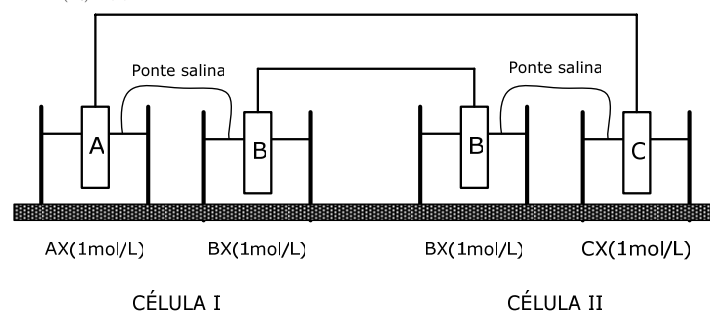 Ponte salina
Ponte salina
A
B
B
C
AX(1mol/L)
BX(1mol/L)
BX(1mol/L)
CX(1mol/L)
CÉLULA I
CÉLULA II